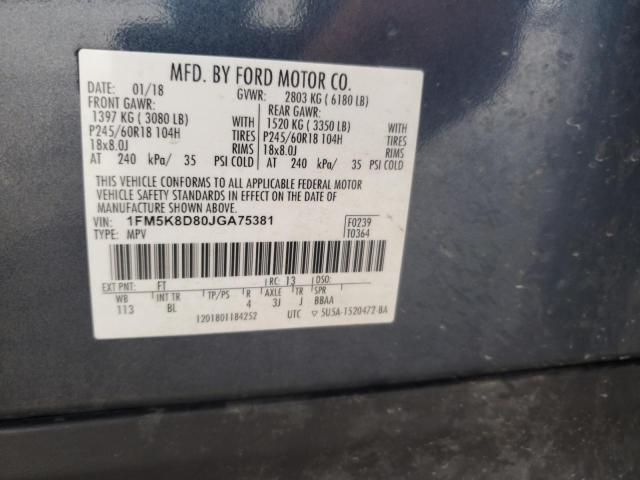 MFD. BY FORD MOTOR CO.
DATE: 01/18 GVWR: 2803 KG ( 6180 LB)
FRONT GAWR: REAR GAWR:
1397 KG ( 3080 LB) WITH 1520 KG ( 3350 LB) WITH
P245/60R18 104H TIRES P245/60R18 104H TIRES
18x8.0J RIMS 18x8.0J RIMS
AT 240 kPa/ 35 PSI COLD AT 240 kPa/ 35 PSI COLD
THIS VEHICLE CONFORMS TO ALL APPLICABLE FEDERAL MOTOR
VEHICLE SAFETY STANDARDS IN EFFECT ON THE DATE OF
MANUFACTURE SHOWN ABOVE.
VIN: 1FM5K8D80JGA75381 F0239
TYPE: MPV T0364
EXT PNT: FT RC: 13 DSO:
WB INT TR TP/PS R AXLE TR SPR
113 BL 4 3J J BBAA
1201801184252 UTC ▽ 5U5A-1520472-BA